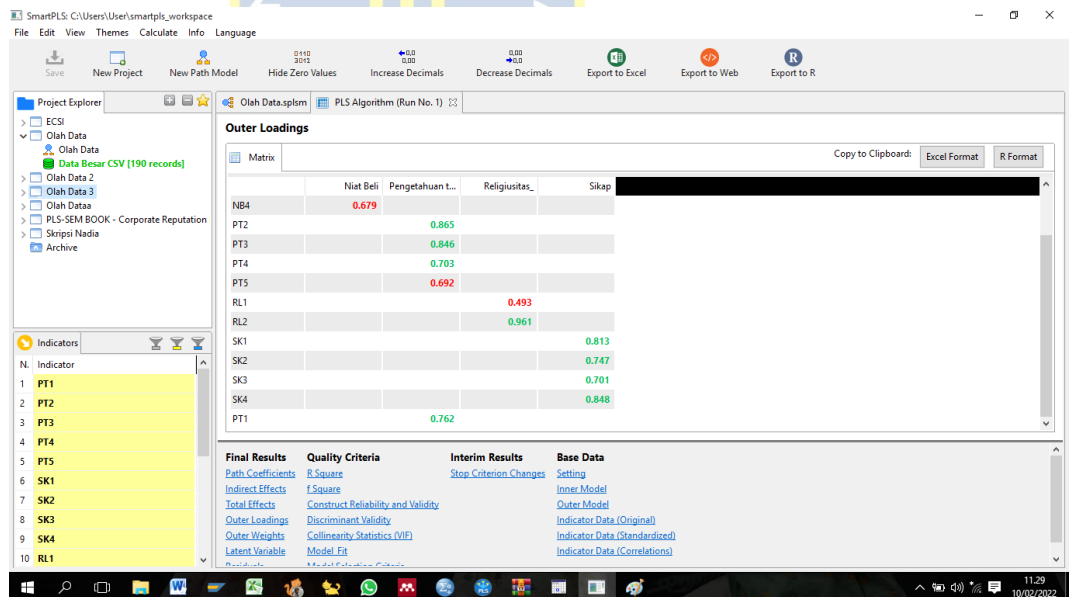 SmartPLS: C:\Users\User\smartpls_workspace
File Edit View Themes Calculate Info Language
Save New Project New Path Model Hide Zero Values Increase Decimals Decrease Decimals Export to Excel Export to Web Export to R
Project Explorer
ECSI
Olah Data
Olah Data
Data Besar CSV [190 records]
Olah Data 2
Olah Data 3
Olah Dataa
PLS-SEM BOOK - Corporate Reputation
Skripsi Nadia
Archive
Indicators
N. Indicator
1 PT1
2 PT2
3 PT3
4 PT4
5 PT5
6 SK1
7 SK2
8 SK3
9 SK4
10 RL1
Olah Data.splsm PLS Algorithm (Run No. 1)
Outer Loadings
Matrix Copy to Clipboard: Excel Format R Format
Niat Beli Pengetahuan t... Religiusitas_ Sikap
NB4 0.679
PT2 0.865
PT3 0.846
PT4 0.703
PT5 0.692
RL1 0.493
RL2 0.961
SK1 0.813
SK2 0.747
SK3 0.701
SK4 0.848
PT1 0.762
Final Results Quality Criteria Interim Results Base Data
Path Coefficients R Square Stop Criterion Changes Setting
Indirect Effects f Square Inner Model
Total Effects Construct Reliability and Validity Outer Model
Outer Loadings Discriminant Validity Indicator Data (Original)
Outer Weights Collinearity Statistics (VIF) Indicator Data (Standardized)
Latent Variable Model Fit Indicator Data (Correlations)
Residuals Model Selection Criteria
11.29
10/02/2022